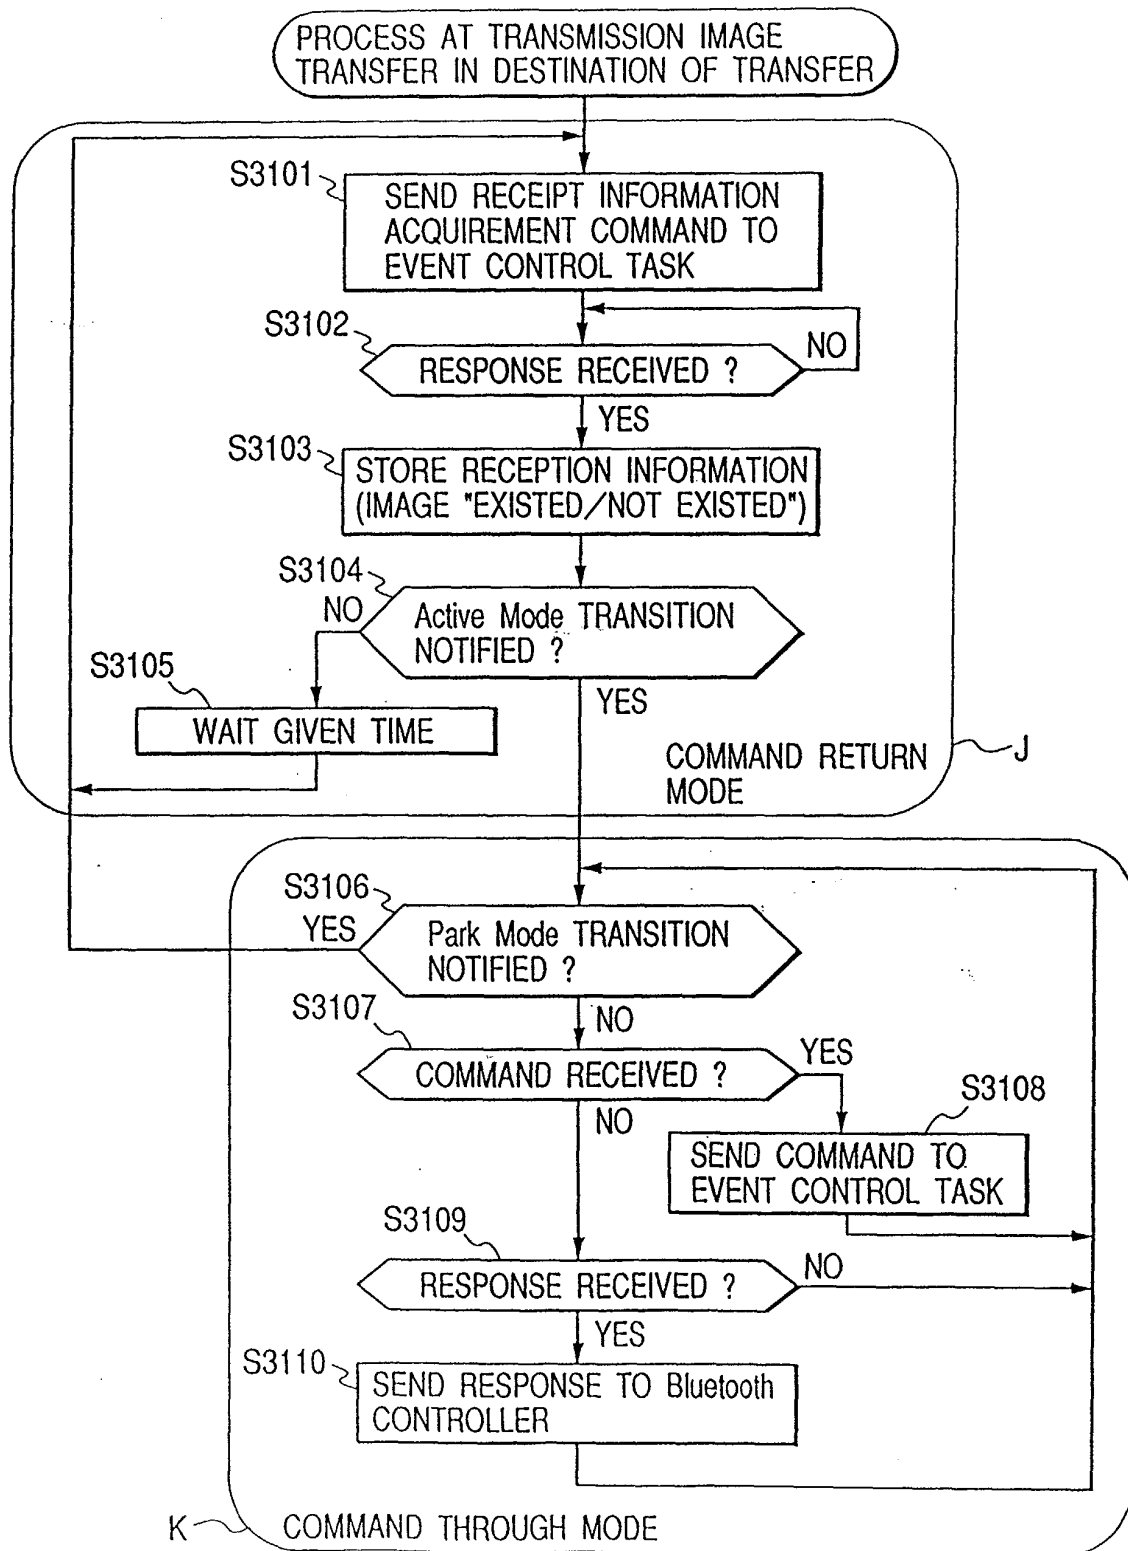 PROCESS AT TRANSMISSION IMAGE
TRANSFER IN DESTINATION OF TRANSFER
S3101
SEND RECEIPT INFORMATION
ACQUIREMENT COMMAND TO
EVENT CONTROL TASK
S3102
RESPONSE RECEIVED ?
NO
YES
S3103
STORE RECEPTION INFORMATION
(IMAGE "EXISTED/NOT EXISTED")
S3104
NO
Active Mode TRANSITION
NOTIFIED ?
YES
S3105
WAIT GIVEN TIME
COMMAND RETURN
MODE
J
S3106
YES
Park Mode TRANSITION
NOTIFIED ?
NO
S3107
COMMAND RECEIVED ?
YES
NO
S3108
SEND COMMAND TO
EVENT CONTROL TASK
S3109
RESPONSE RECEIVED ?
NO
YES
S3110
SEND RESPONSE TO Bluetooth
CONTROLLER
K
COMMAND THROUGH MODE